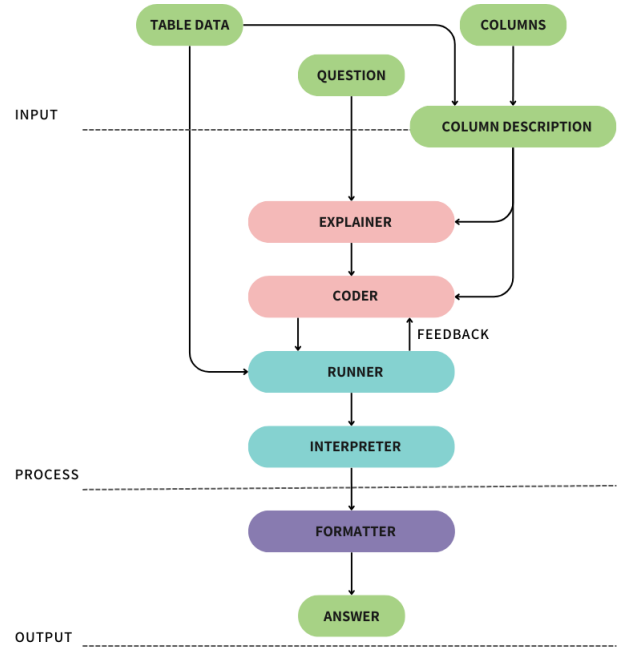 TABLE DATA
COLUMNS
QUESTION
INPUT
COLUMN DESCRIPTION
EXPLAINER
CODER
FEEDBACK
RUNNER
INTERPRETER
PROCESS
FORMATTER
ANSWER
OUTPUT